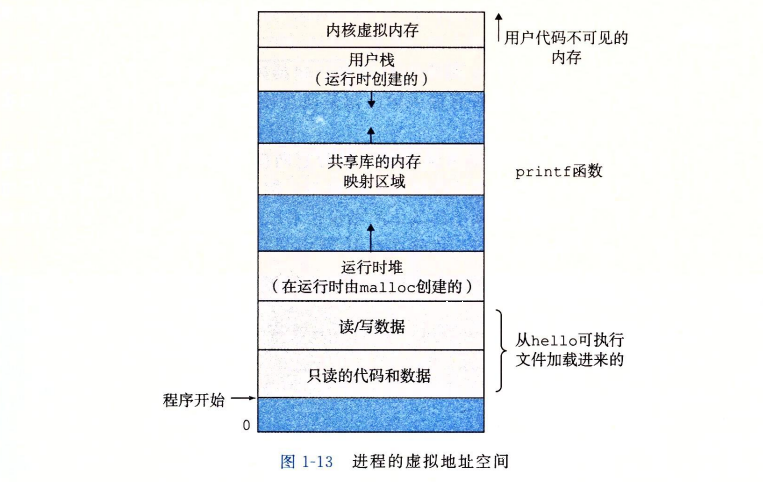 内核虚拟内存
用户代码不可见的
内存
用户栈
（运行时创建的）
共享库的内存
映射区域
printf函数
运行时堆
（在运行时由malloc创建的）
读/写数据
从hello可执行
文件加载进来的
只读的代码和数据
程序开始
0
图 1-13 进程的虚拟地址空间